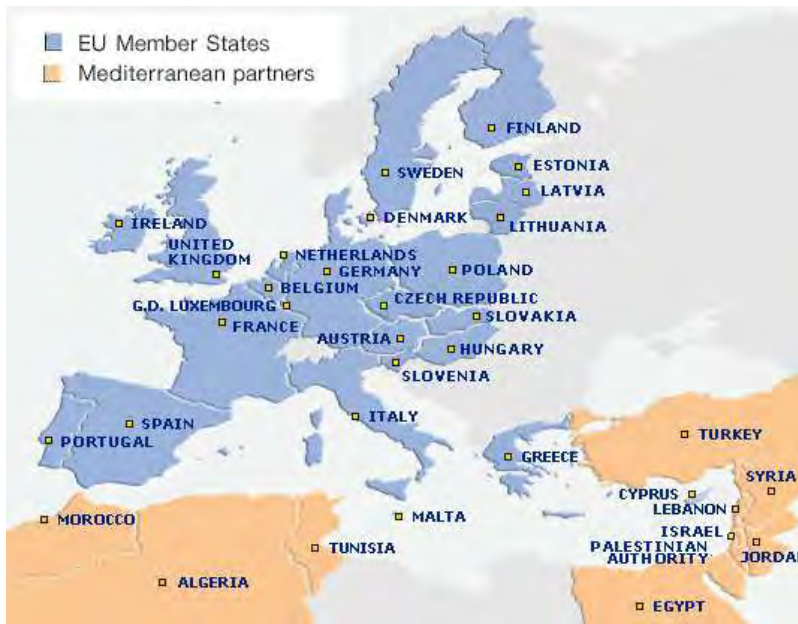 EU Member States
Mediterranean partners
FINLAND
ESTONIA
SWEDEN
LATVIA
DENMARK
LITHUANIA
IRELAND
UNITED
KINGDOM
NETHERLANDS
GERMANY
POLAND
BELGIUM
G.D. LUXEMBOURG
CZECH REPUBLIC
SLOVAKIA
FRANCE
AUSTRIA
HUNGARY
SLOVENIA
ITALY
SPAIN
PORTUGAL
TURKEY
GREECE
SYRIA
CYPRUS
LEBANON
MOROCCO
MALTA
ISRAEL
TUNISIA
PALESTINIAN
AUTHORITY
JORDA
ALGERIA
EGYPT